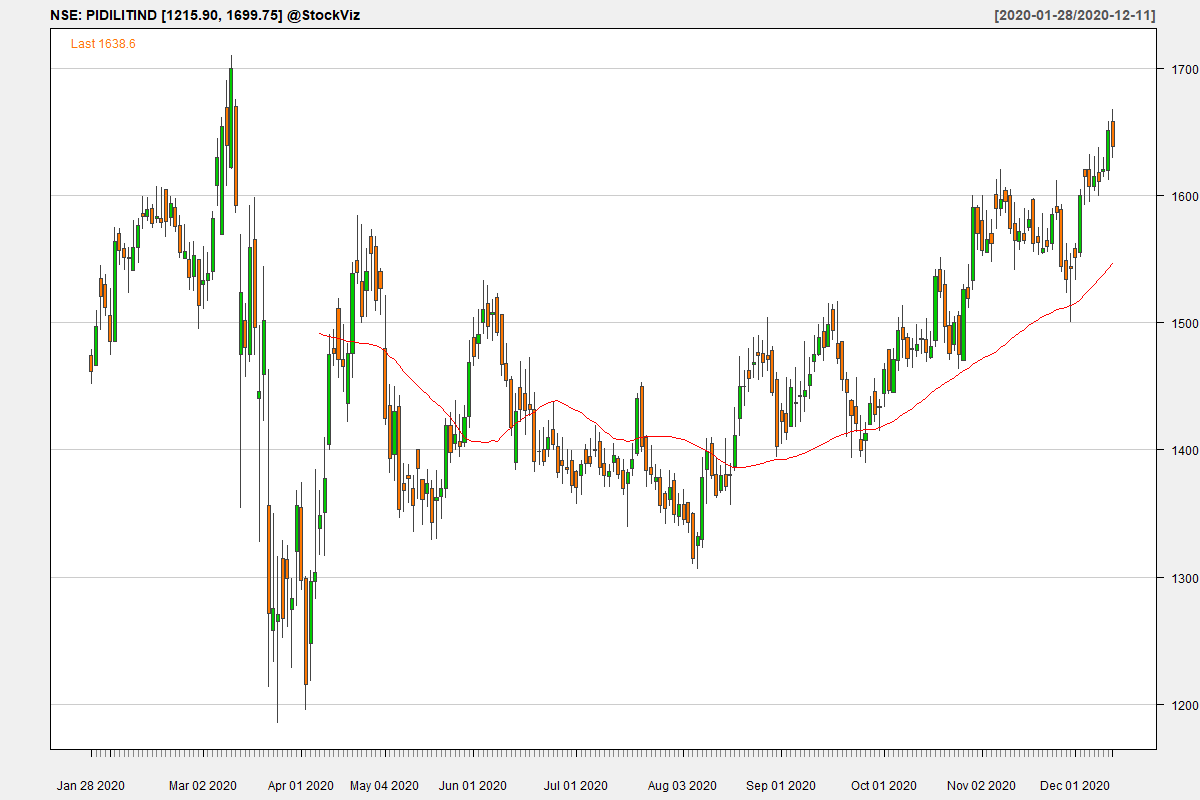 NSE: PIDILITIND [1215.90, 1699.75] @StockViz [2020-01-28/2020-12-11]
Last 1638.6
1700
1600
1500
1400
1300
1200
Jan 28 2020 Mar 02 2020 Apr 01 2020 May 04 2020 Jun 01 2020 Jul 01 2020 Aug 03 2020 Sep 01 2020 Oct 01 2020 Nov 02 2020 Dec 01 2020